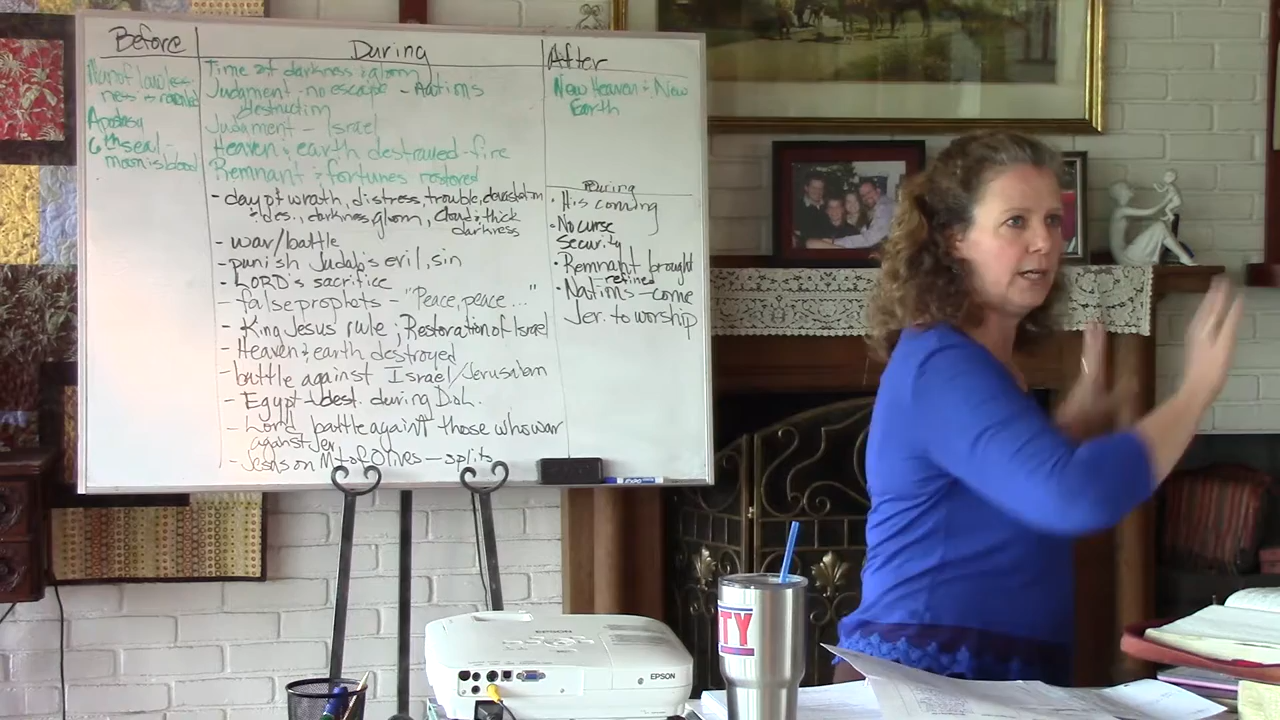 Before
Man of lawless-
ness is revealed
Apostasy
6th seal -
moon is blood
During
Time of darkness & gloom
Judgment - no escape - Nations
destruction
Judgment - Israel
Heaven & earth destroyed - fire
Remnant & fortunes restored
- day of wrath, distress, trouble, devastation
& des., darkness gloom, clouds thick
darkness
- war/battle
- punish Judah's evil, sin
- LORD's sacrifice
- false prophets - "Peace, peace ..."
- King Jesus' rule ; Restoration of Israel
- Heaven & earth destroyed
- battle against Israel/Jerusalem
- Egypt dest. during DoL.
- Lord battle against those who war
against Jer.
- Jesus on Mt of Olives - splits
After
New Heaven & New
Earth
During
• His coming
• No curse
security
• Remnant brought
refined
• Nations - come
Jer. to worship
EXPO
EPSON
EPSON
TY